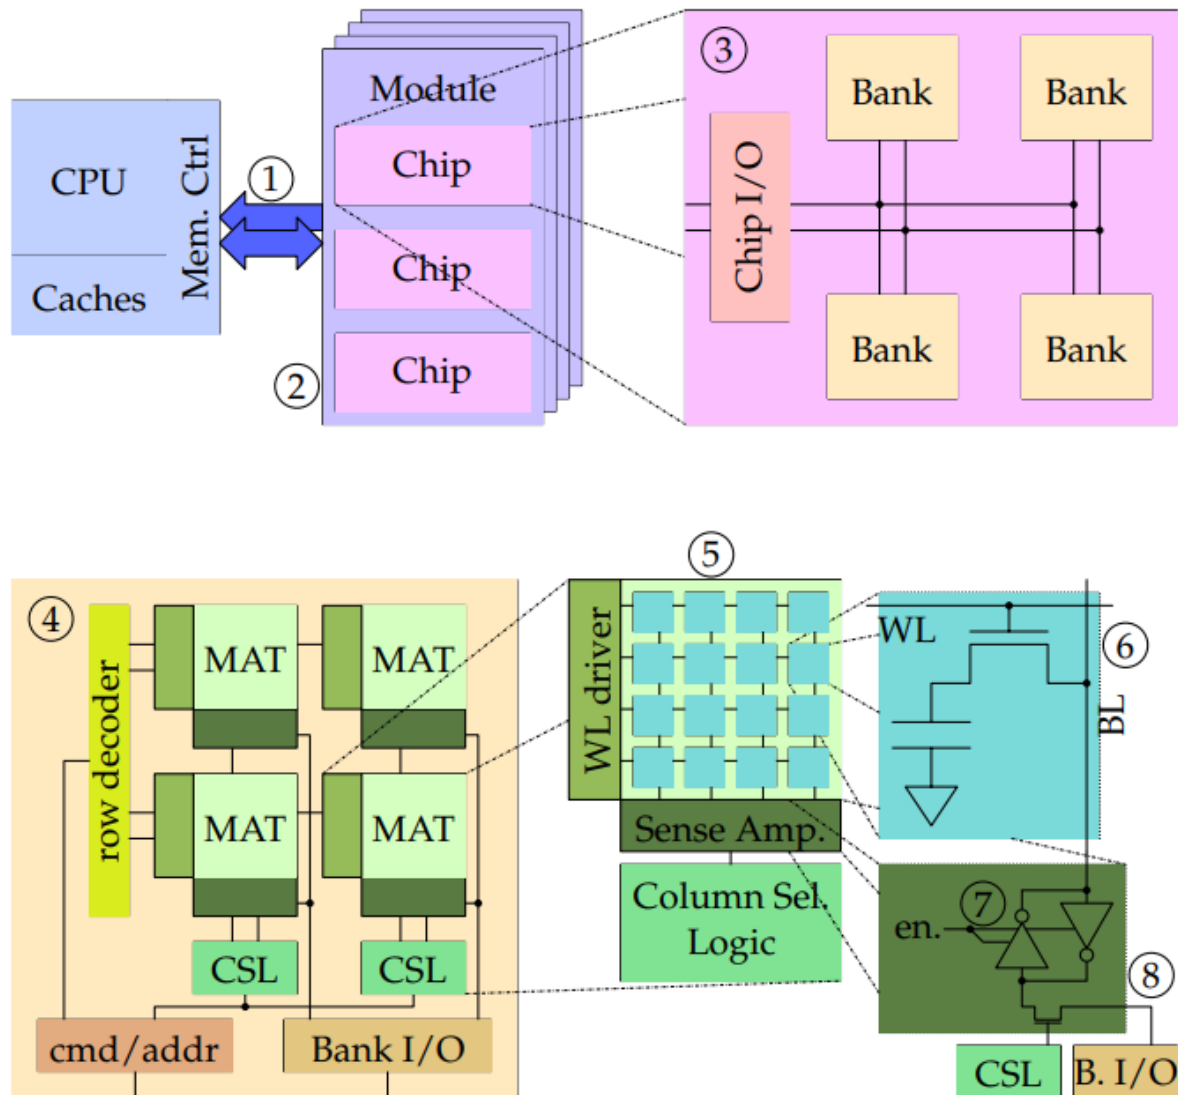 CPU
Caches
Mem. Ctrl
1
Module
Chip
Chip
Chip
2
3
Chip I/O
Bank
Bank
Bank
Bank
4
row decoder
MAT
MAT
MAT
MAT
CSL
CSL
cmd/addr
Bank I/O
5
WL driver
Sense Amp.
Column Sel.
Logic
WL
6
BL
en.
7
8
CSL
B. I/O